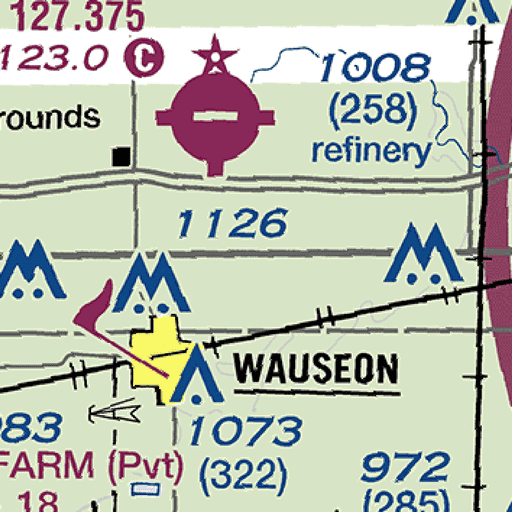 127.375
123.0 C
1008
(258)
refinery
rounds
1126
WAUSEON
983
1073
FARM (Pvt)
(322)
972
18
(285)